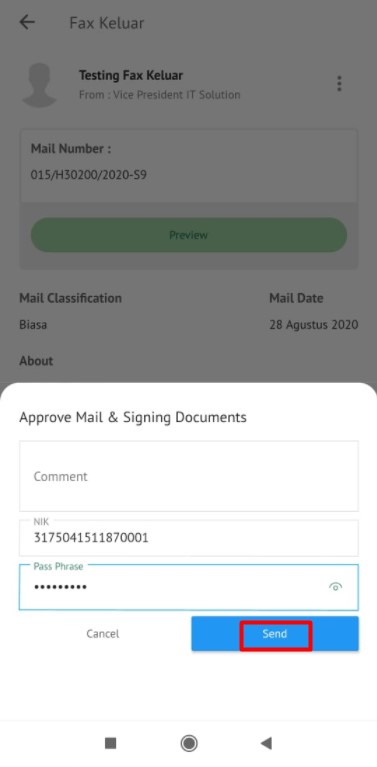 Fax Keluar
Testing Fax Keluar
From : Vice President IT Solution
Mail Number :
015/H30200/2020-S9
Preview
Mail Classification
Mail Date
Biasa
28 Agustus 2020
About
Approve Mail & Signing Documents
Comment
NIK
3175041511870001
Pass Phrase
•••••••••
Cancel
Send